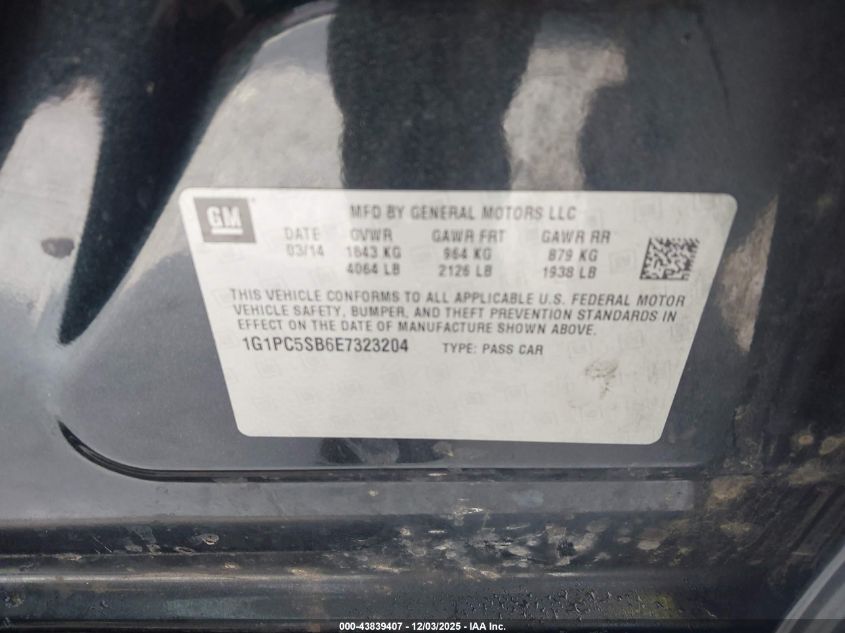 GM
MFD BY GENERAL MOTORS LLC
DATE GVWR GAWR FRT GAWR RR
03/14 1843 KG 964 KG 879 KG
4064 LB 2126 LB 1938 LB
THIS VEHICLE CONFORMS TO ALL APPLICABLE U.S. FEDERAL MOTOR
VEHICLE SAFETY, BUMPER, AND THEFT PREVENTION STANDARDS IN
EFFECT ON THE DATE OF MANUFACTURE SHOWN ABOVE.
1G1PC5SB6E7323204 TYPE: PASS CAR
000-43839407 - 12/03/2025 - IAA Inc.